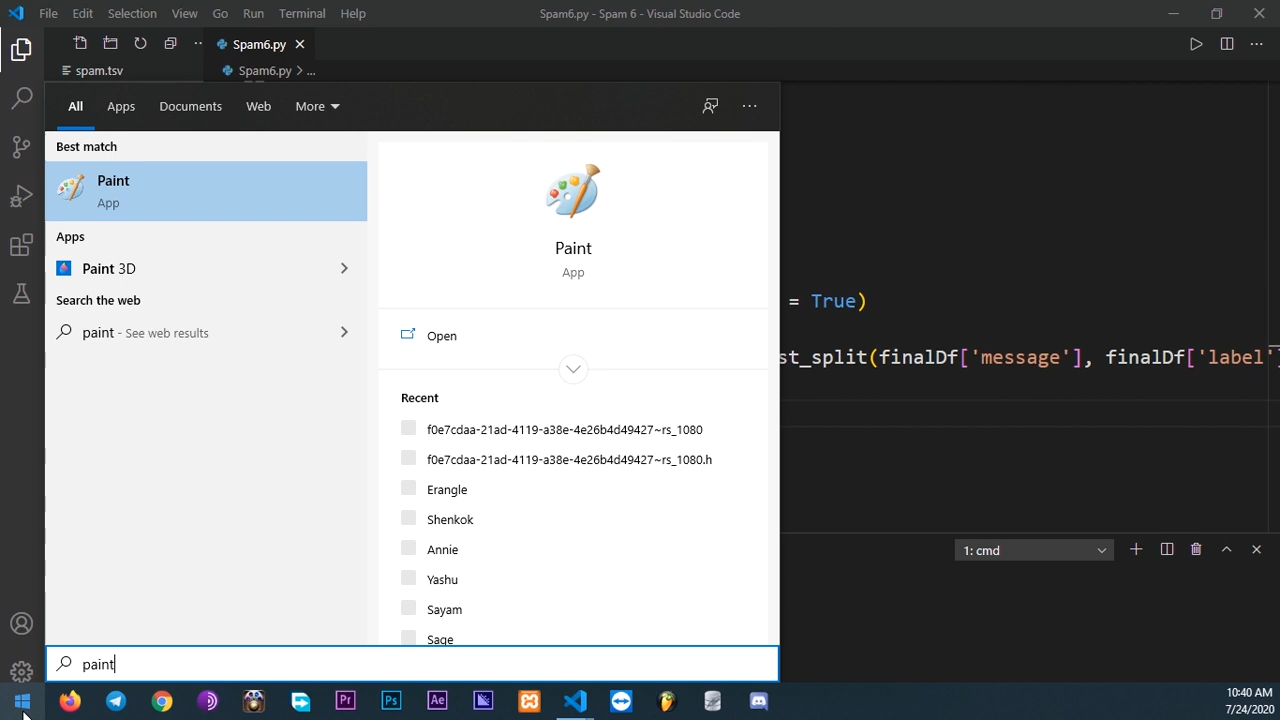 File Edit Selection View Go Run Terminal Help
Spam6.py - Spam 6 - Visual Studio Code
Spam6.py
spam.tsv
Spam6.py > ...
All Apps Documents Web More
Best match
Paint
App
Apps
Paint 3D
Search the web
paint - See web results
Paint
App
Open
Recent
f0e7cdaa-21ad-4119-a38e-4e26b4d49427~rs_1080
f0e7cdaa-21ad-4119-a38e-4e26b4d49427~rs_1080.h
Erangle
Shenkok
Annie
Yashu
Sayam
Sage
= True)
st_split(finalDf['message'], finalDf['label']
1: cmd
paint
Pr Ps Ae
10:40 AM
7/24/2020